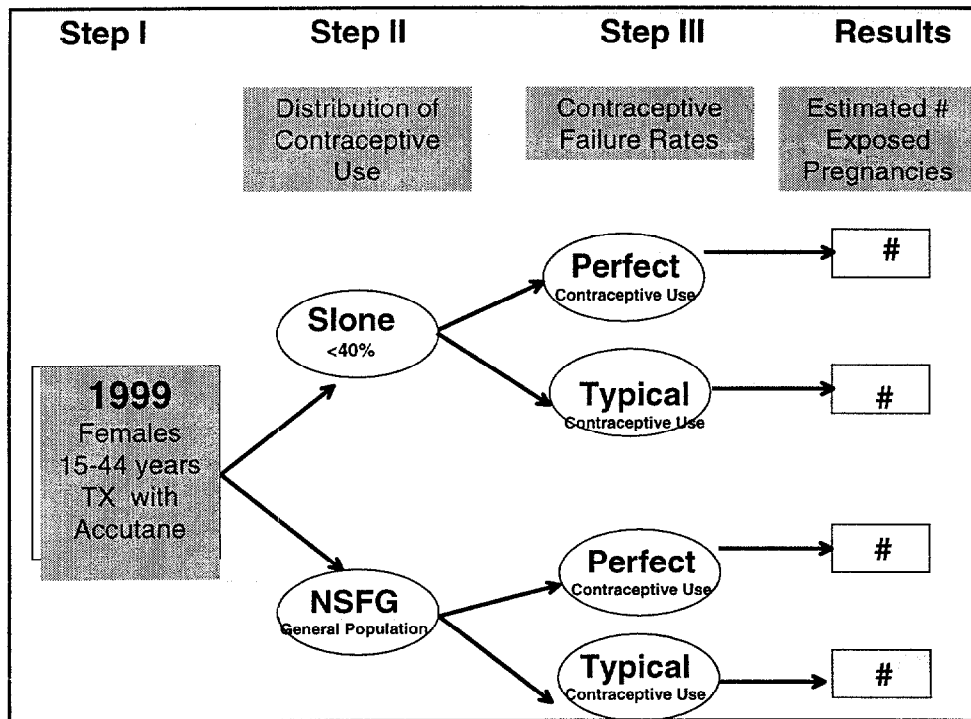 Step I Step II Step III Results
Distribution of
Contraceptive
Use
Contraceptive
Failure Rates
Estimated #
Exposed
Pregnancies
1999
Females
15-44 years
TX with
Accutane
Slone
<40%
Perfect
Contraceptive Use
#
Typical
Contraceptive Use
#
NSFG
General Population
Perfect
Contraceptive Use
#
Typical
Contraceptive Use
#